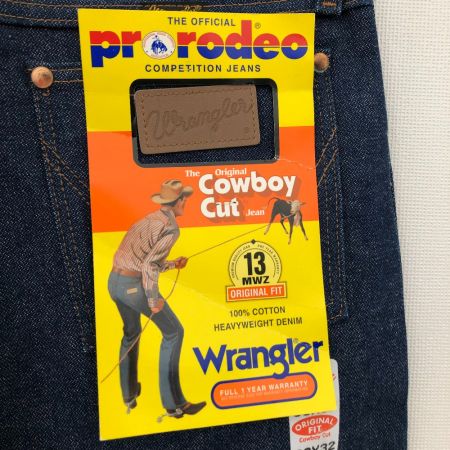 THE OFFICIAL
prorodeo
COMPETITION JEANS
Wrangler
®
The Original
Cowboy
Cut Jean
13
MWZ
ORIGINAL FIT
100% COTTON
HEAVYWEIGHT DENIM
Wrangler
FULL 1 YEAR WARRANTY
ORIGINAL
FIT
Cowboy Cut
X32